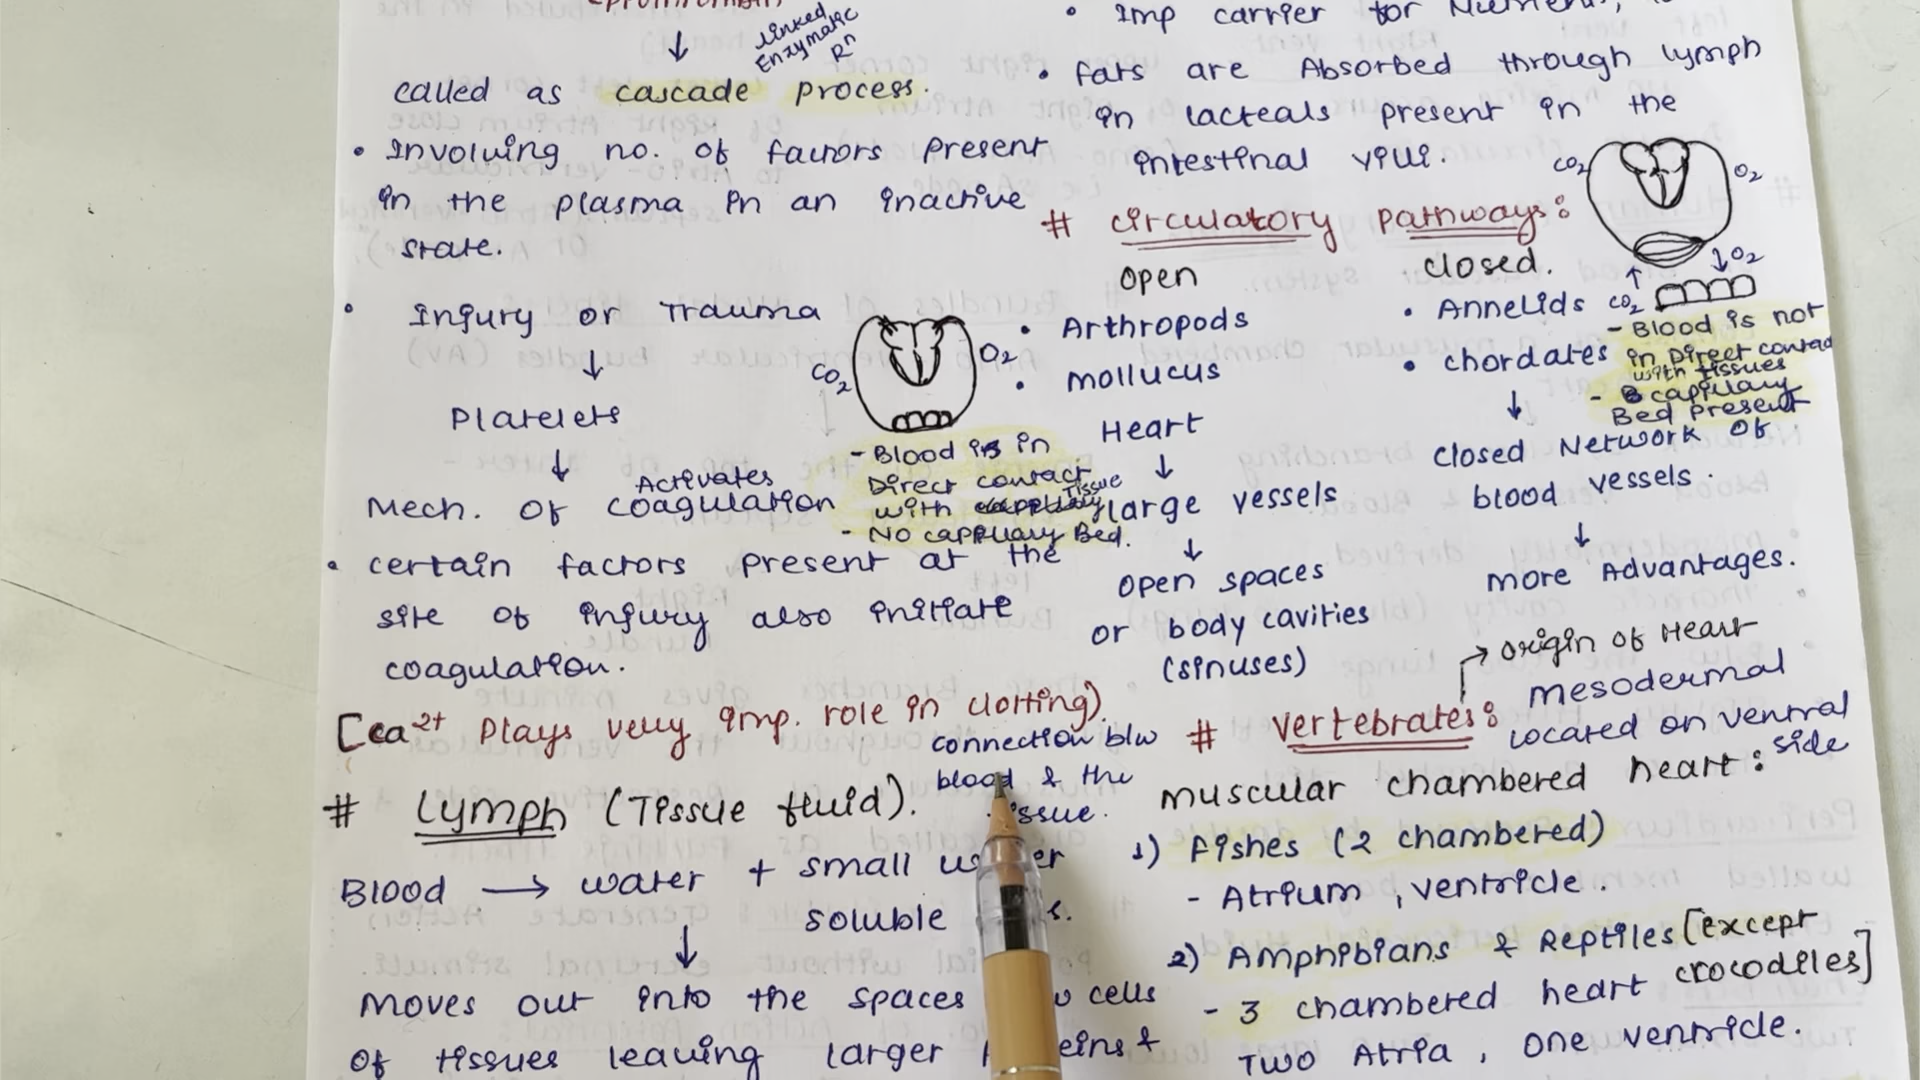 ↓
linked
Enzymatic
Rn
called as cascade process.
• Involving no. of factors present
in the plasma in an inactive
state.
• Injury or Trauma
↓
Platelets
↓
Activates
Mech. of coagulation
• certain factors present at the
site of injury also initiate
coagulation.
[Ca2+ plays very imp. role in clotting).
CO2
O2
- Blood is in
Direct contact
with Tissue
- No capillary Bed.
# Lymph (Tissue fluid).
connection b/w
blood & the
issue.
Blood → water + small
soluble
↓
moves out into the spaces cells
of tissues leaving larger &
• Imp carrier for
• fats are Absorbed through lymph
in lacteals present in the
intestinal villi.
# circulatory pathways:
CO2
O2
CO2
O2
open
• Arthropods
• mollucus
Heart
↓
large vessels
↓
open spaces
or body cavities
(sinuses)
closed.
• Annelids
• chordates
↓
closed Network of
blood vessels.
↓
more Advantages.
- Blood is not
in Direct contact
with tissues
- capillary
Bed present
# vertebrates:
→ origin of Heart
mesodermal
located on ventral
side
muscular chambered heart:
1) fishes (2 chambered)
- Atrium, ventricle.
2) Amphibians & Reptiles [except
crocodiles]
- 3 chambered heart
Two Atria, one ventricle.